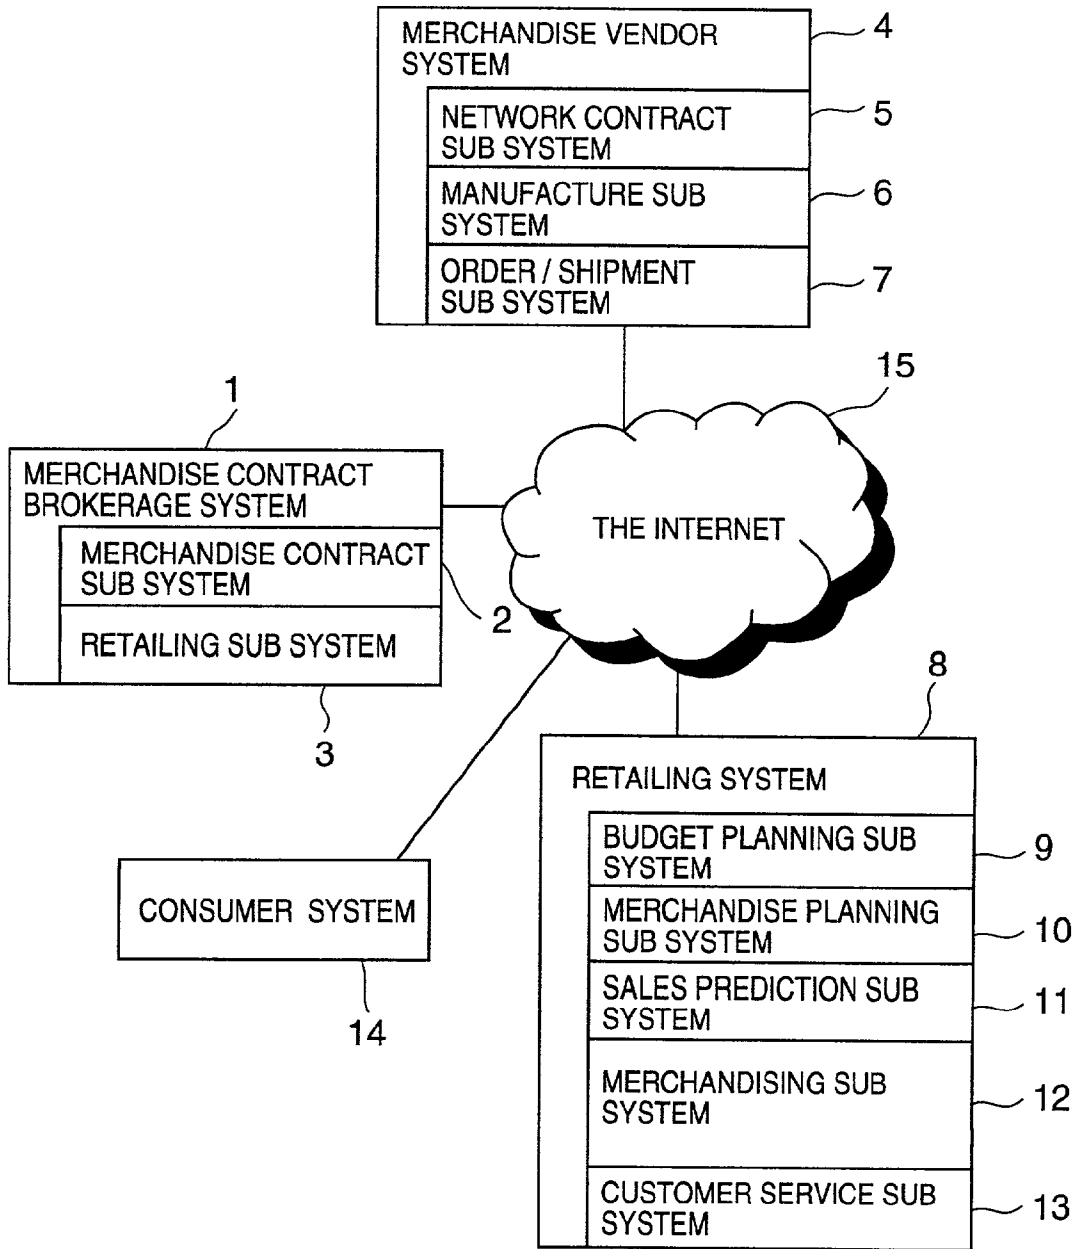 MERCHANDISE VENDOR
SYSTEM
4
NETWORK CONTRACT
SUB SYSTEM
5
MANUFACTURE SUB
SYSTEM
6
ORDER / SHIPMENT
SUB SYSTEM
7
15
THE INTERNET
1
MERCHANDISE CONTRACT
BROKERAGE SYSTEM
MERCHANDISE CONTRACT
SUB SYSTEM
2
RETAILING SUB SYSTEM
3
8
RETAILING SYSTEM
BUDGET PLANNING SUB
SYSTEM
9
MERCHANDISE PLANNING
SUB SYSTEM
10
SALES PREDICTION SUB
SYSTEM
11
MERCHANDISING SUB
SYSTEM
12
CUSTOMER SERVICE SUB
SYSTEM
13
CONSUMER SYSTEM
14